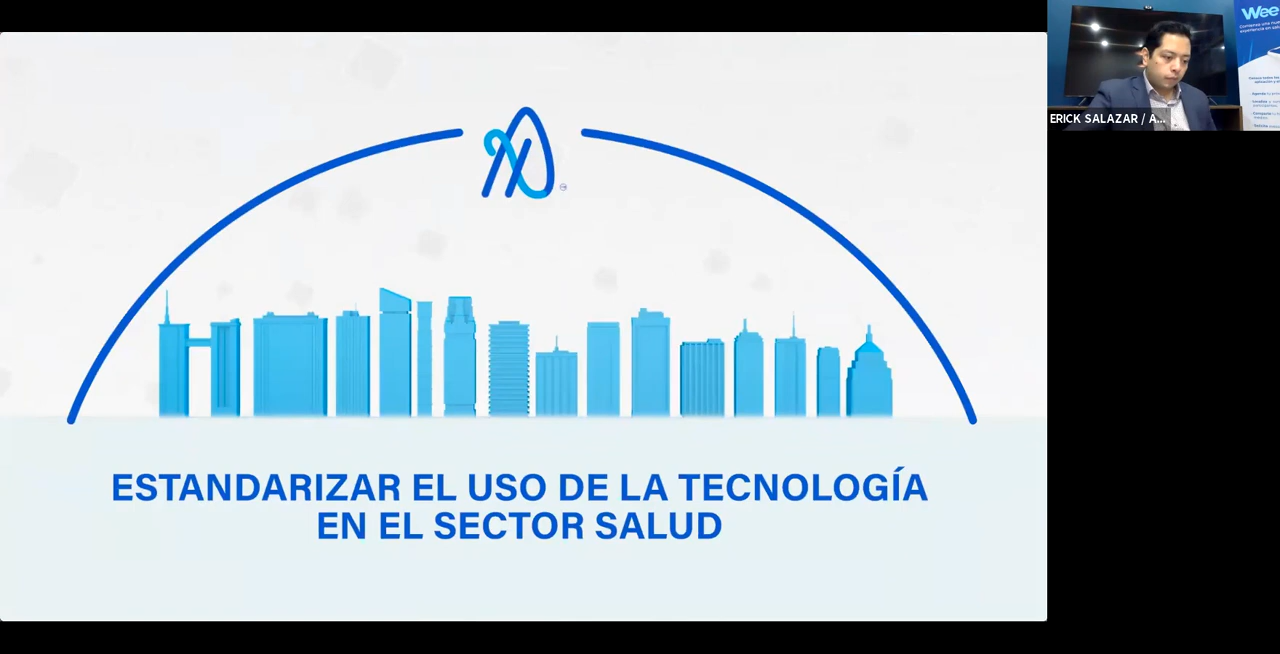 ESTANDARIZAR EL USO DE LA TECNOLOGÍA
EN EL SECTOR SALUD
Wee
ERICK SALAZAR / A...